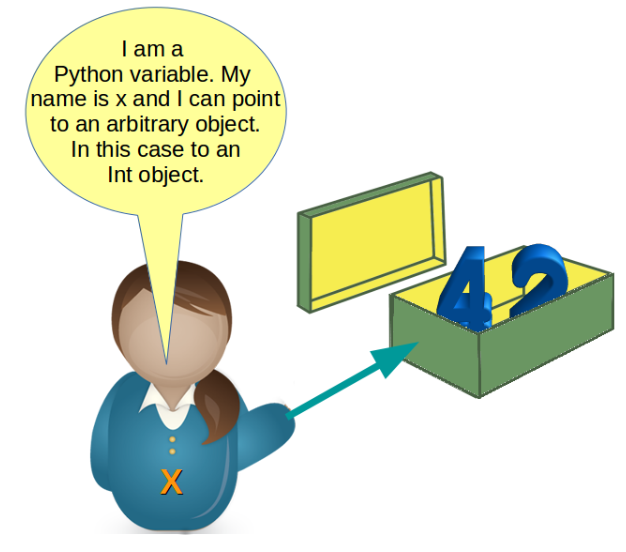 I am a
Python variable. My
name is x and I can point
to an arbitrary object.
In this case to an
Int object.
42
X